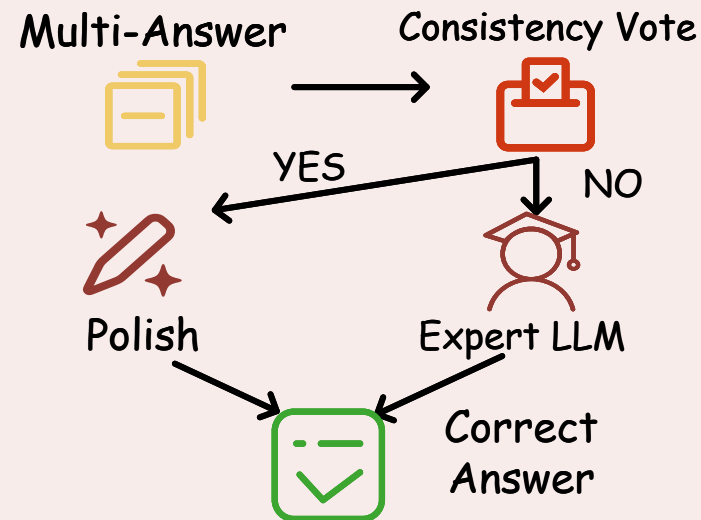 Multi-Answer
Consistency Vote
YES
NO
Polish
Expert LLM
Correct
Answer